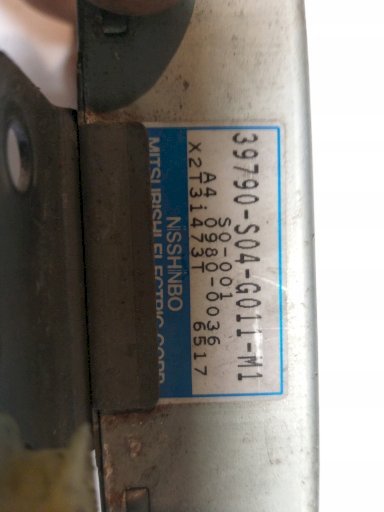 39790-S04-G011-M1
S0-001
A4 0980-0036
X2T31473T 6517
NISSHINBO
MITSUBISHI ELECTRIC CORP